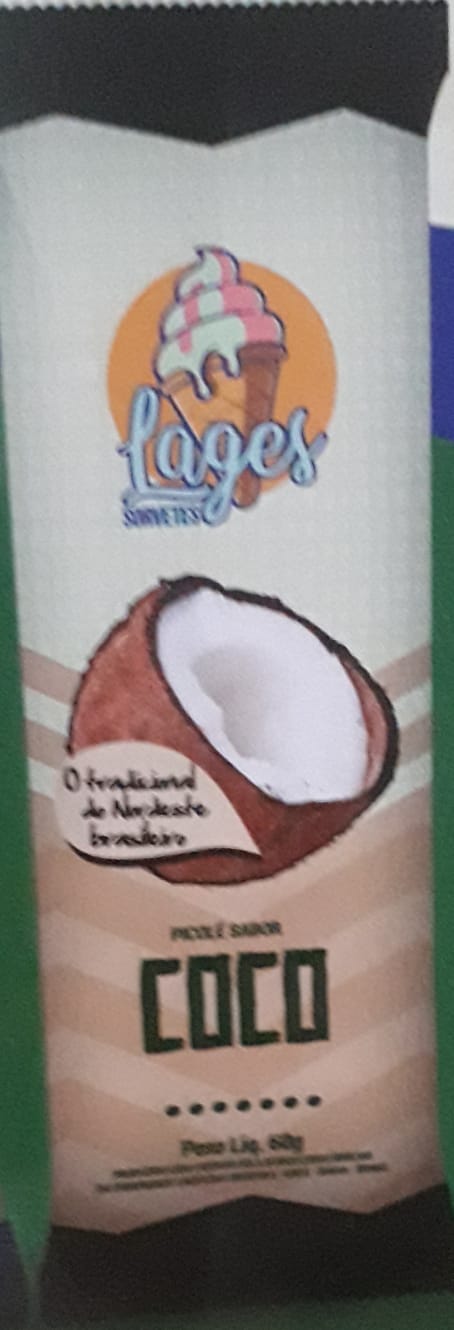 Lages
SORVETES
O tradicional
do Nordeste
brasileiro
PICOLÉ SABOR
COCO
Peso Líq. 60g